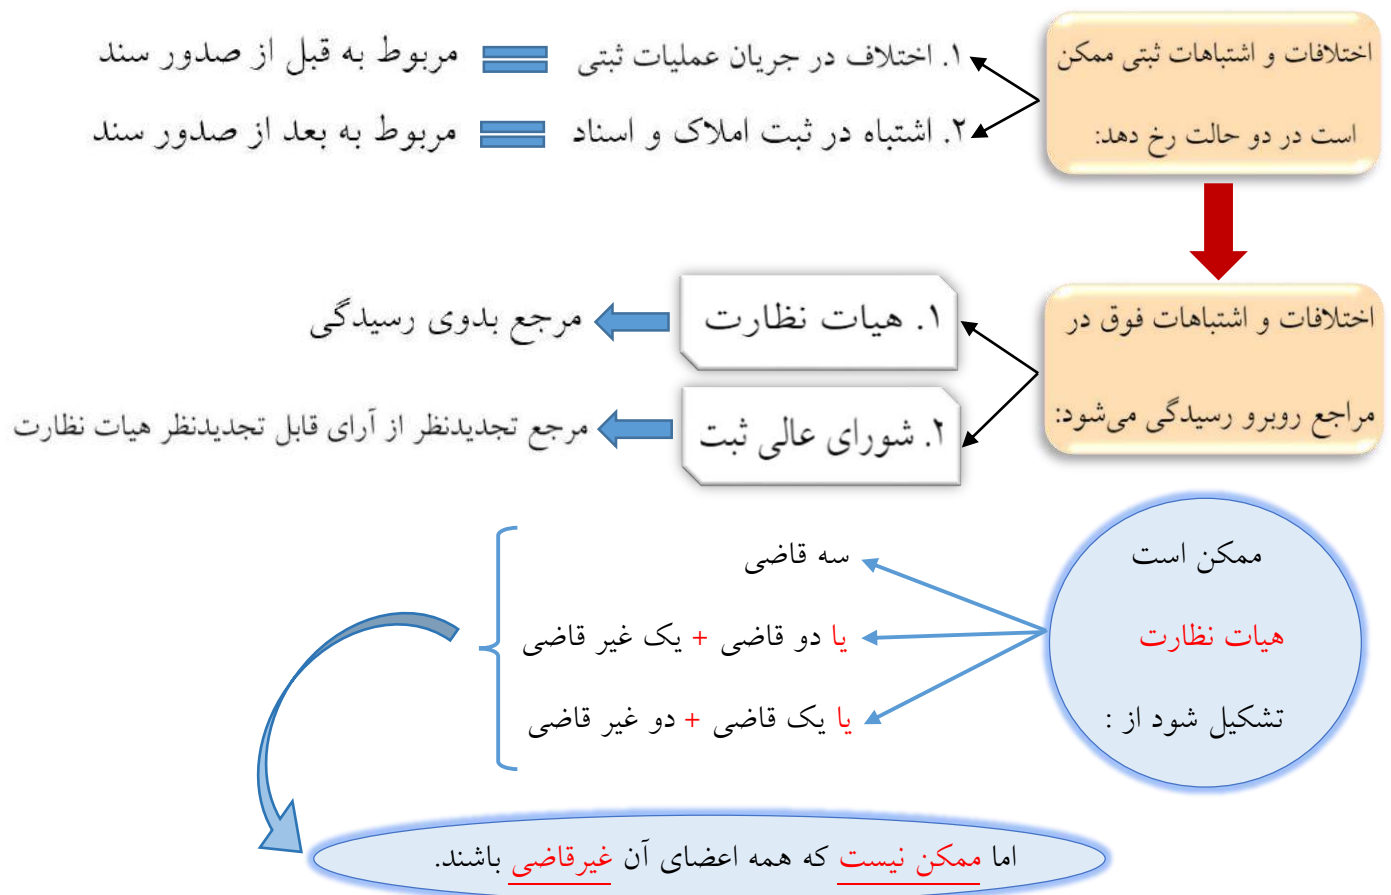 اختلافات و اشتباهات ثبتی ممکن
است در دو حالت رخ دهد:
۱. اختلاف در جریان عملیات ثبتی = مربوط به قبل از صدور سند
۲. اشتباه در ثبت املاک و اسناد = مربوط به بعد از صدور سند
اختلافات و اشتباهات فوق در
مراجع روبرو رسیدگی می‌شود:
۱. هیات نظارت
مرجع بدوی رسیدگی
۲. شورای عالی ثبت
مرجع تجدیدنظر از آرای قابل تجدیدنظر هیات نظارت
ممکن است
هیات نظارت
تشکیل شود از :
سه قاضی
یا دو قاضی + یک غیر قاضی
یا یک قاضی + دو غیر قاضی
اما ممکن نیست که همه اعضای آن غیرقاضی باشند.